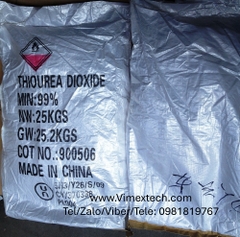 THIOUREA DIOXIDE
MIN:99%
NW:25KGS
GW:25.2KGS
COT NO.:900506
MADE IN CHINA
www.Vimextech.com
Tel/Zalo/Viber/Tele: 0981819767